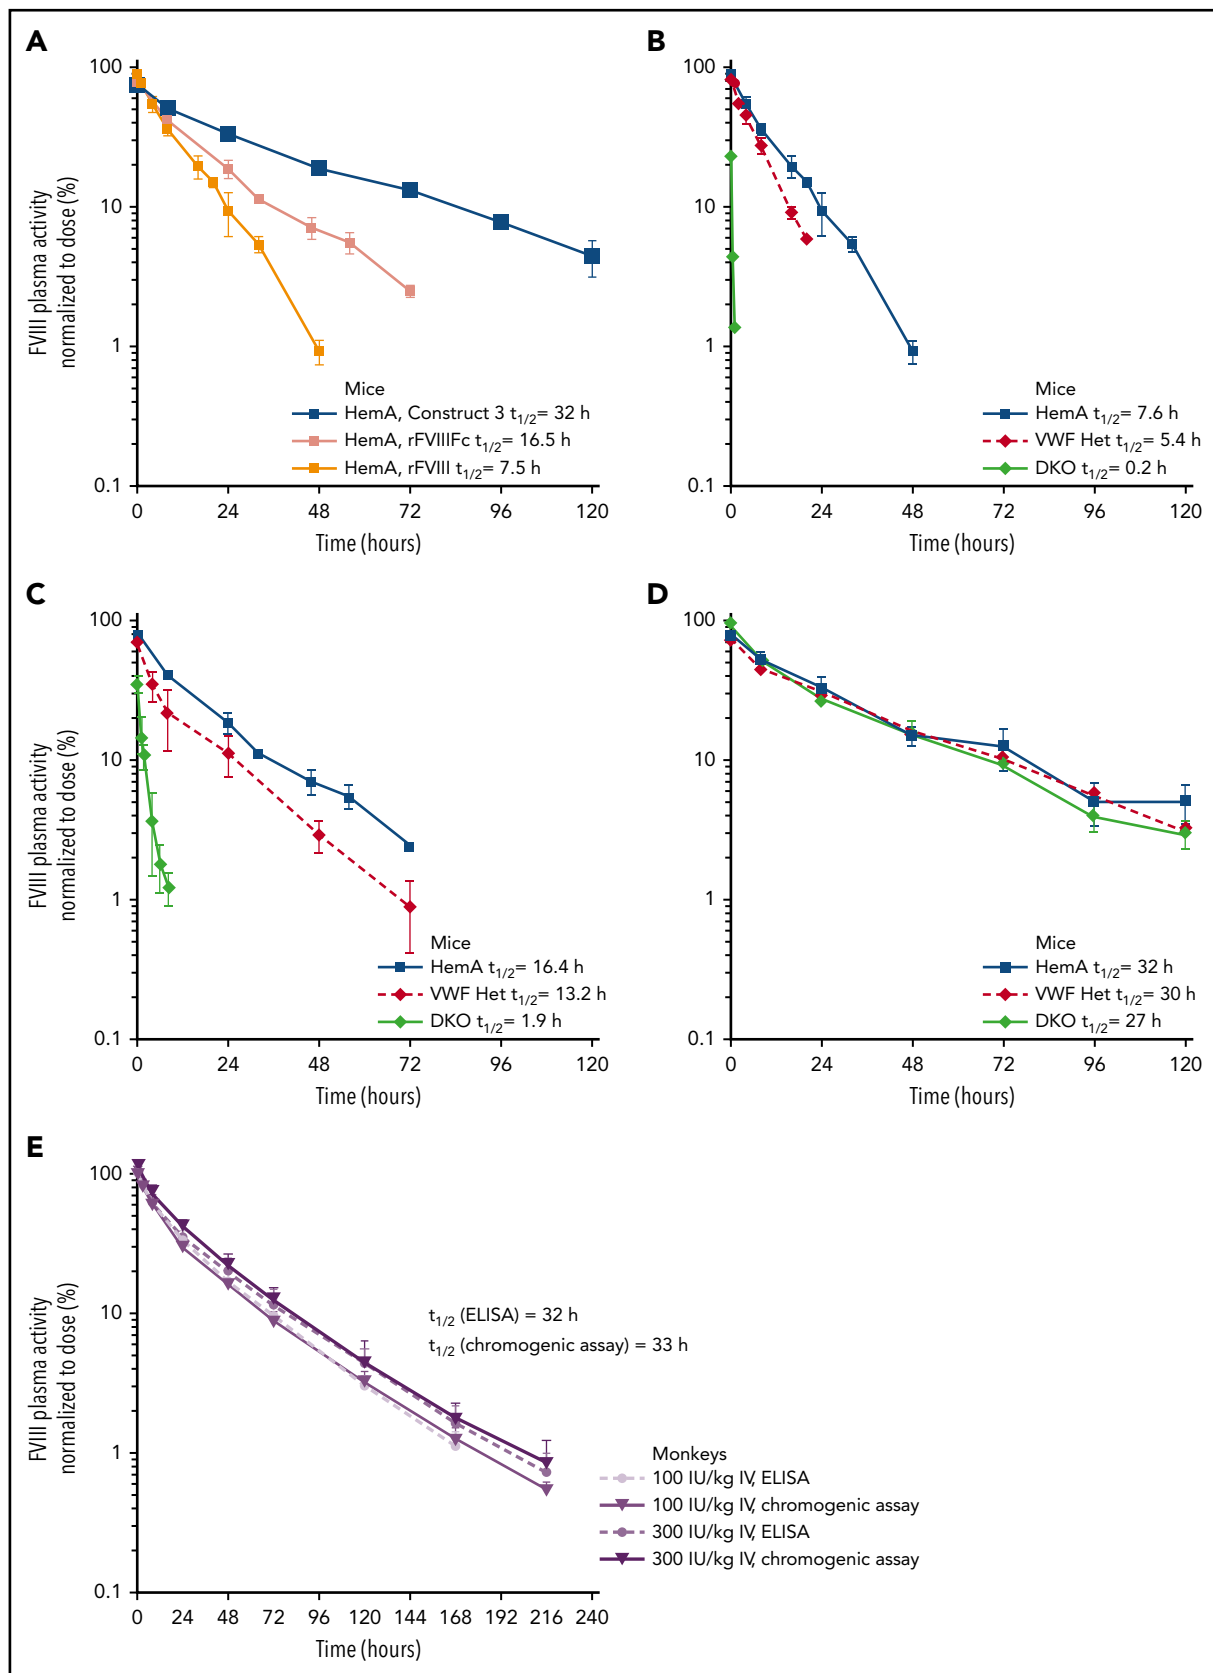 A
100
10
1
0.1
FVIII plasma activity
normalized to dose (%)
Mice
HemA, Construct 3 t1/2= 32 h
HemA, rFVIIIFc t1/2= 16.5 h
HemA, rFVIII t1/2= 7.5 h
0 24 48 72 96 120
Time (hours)
B
100
10
1
0.1
Mice
HemA t1/2= 7.6 h
VWF Het t1/2= 5.4 h
DKO t1/2= 0.2 h
0 24 48 72 96 120
Time (hours)
C
100
10
1
0.1
FVIII plasma activity
normalized to dose (%)
Mice
HemA t1/2= 16.4 h
VWF Het t1/2= 13.2 h
DKO t1/2= 1.9 h
0 24 48 72 96 120
Time (hours)
D
100
10
1
0.1
Mice
HemA t1/2= 32 h
VWF Het t1/2= 30 h
DKO t1/2= 27 h
0 24 48 72 96 120
Time (hours)
E
100
10
1
0.1
FVIII plasma activity
normalized to dose (%)
t1/2 (ELISA) = 32 h
t1/2 (chromogenic assay) = 33 h
Monkeys
100 IU/kg IV, ELISA
100 IU/kg IV, chromogenic assay
300 IU/kg IV, ELISA
300 IU/kg IV, chromogenic assay
0 24 48 72 96 120 144 168 192 216 240
Time (hours)